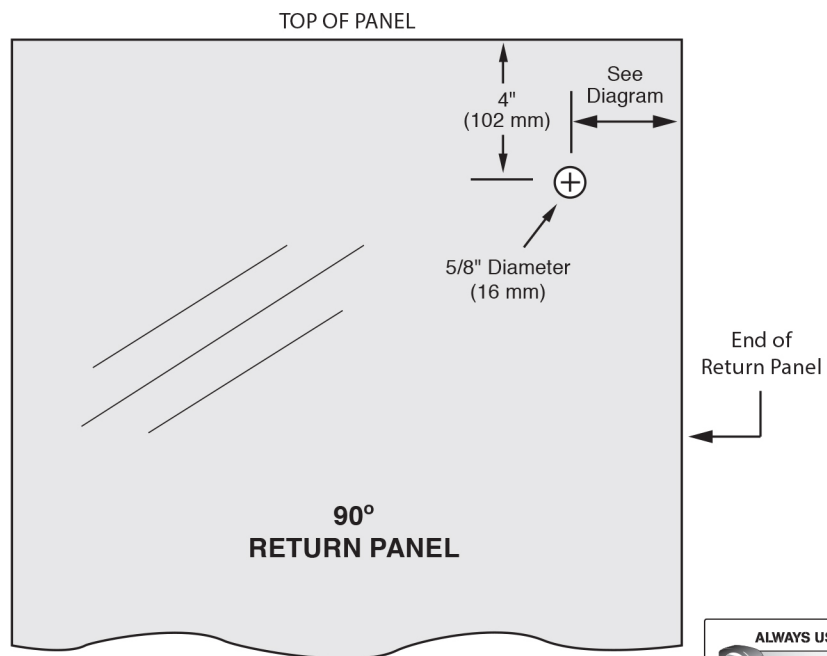 TOP OF PANEL
4"
(102 mm)
See
Diagram
5/8" Diameter
(16 mm)
End of
Return Panel
90º
RETURN PANEL
ALWAYS